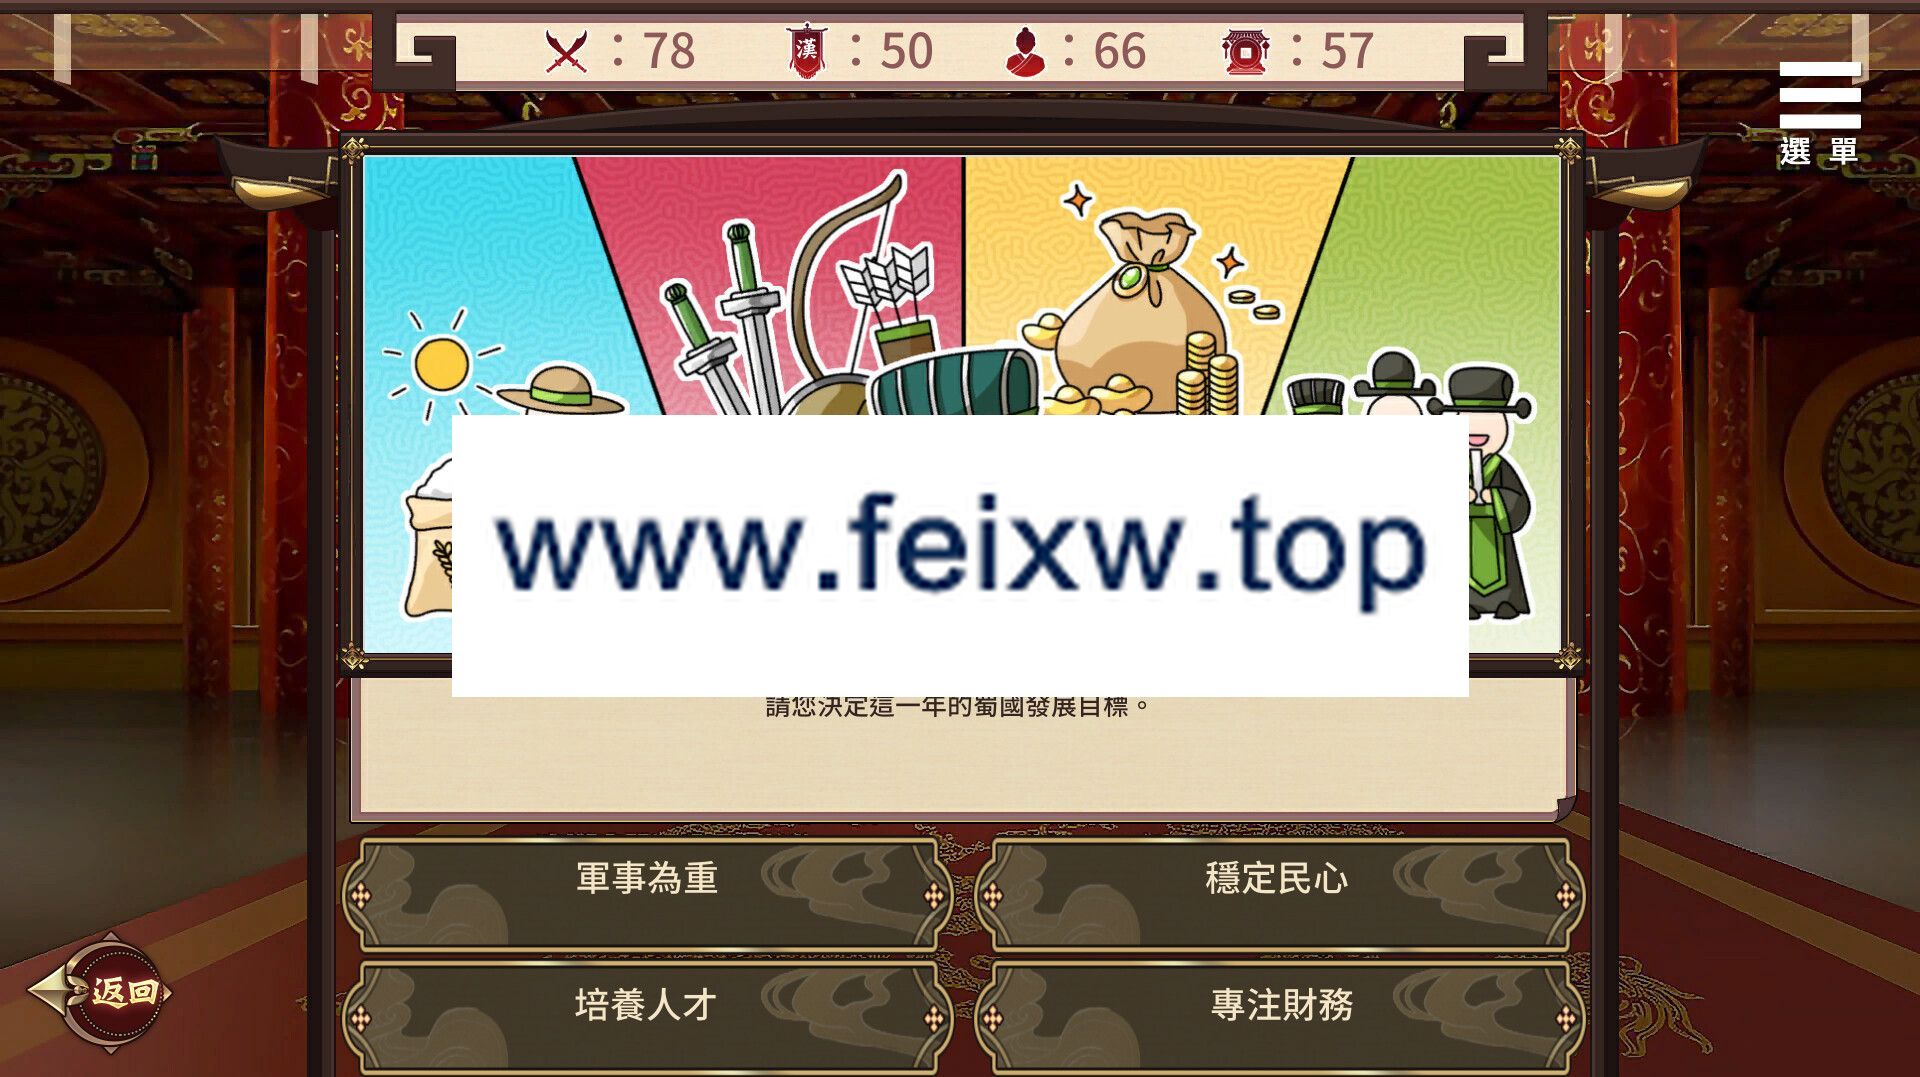 ：78
漢：50
：66
：57
選單
www.feixw.top
請您決定這一年的蜀國發展目標。
軍事為重
穩定民心
培養人才
專注財務
返回